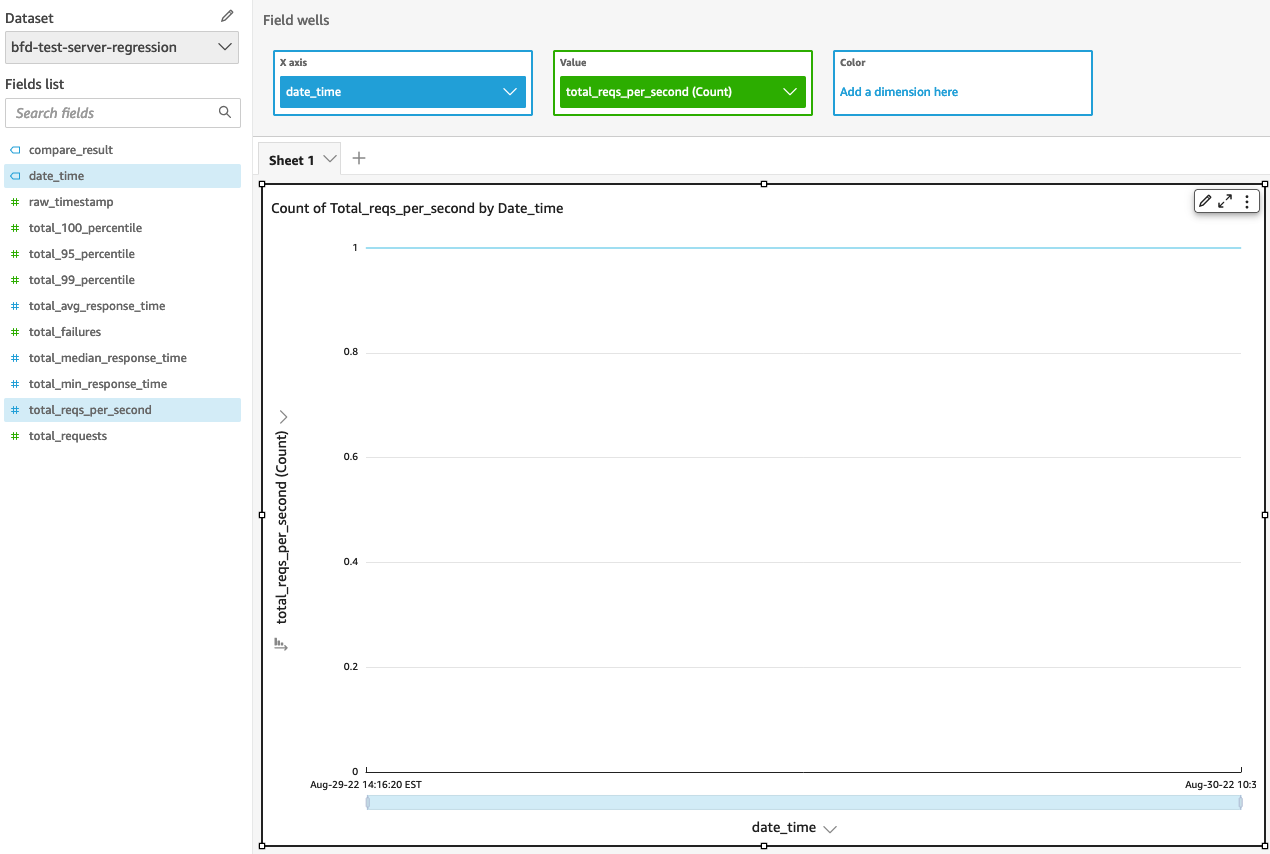 Dataset
bfd-test-server-regression
Fields list
Search fields
compare_result
date_time
raw_timestamp
total_100_percentile
total_95_percentile
total_99_percentile
total_avg_response_time
total_failures
total_median_response_time
total_min_response_time
total_reqs_per_second
total_requests
Field wells
X axis
date_time
Value
total_reqs_per_second (Count)
Color
Add a dimension here
Sheet 1
Count of Total_reqs_per_second by Date_time
1
0.8
0.6
0.4
0.2
0
total_reqs_per_second (Count)
Aug-29-22 14:16:20 EST
Aug-30-22 10:3
date_time